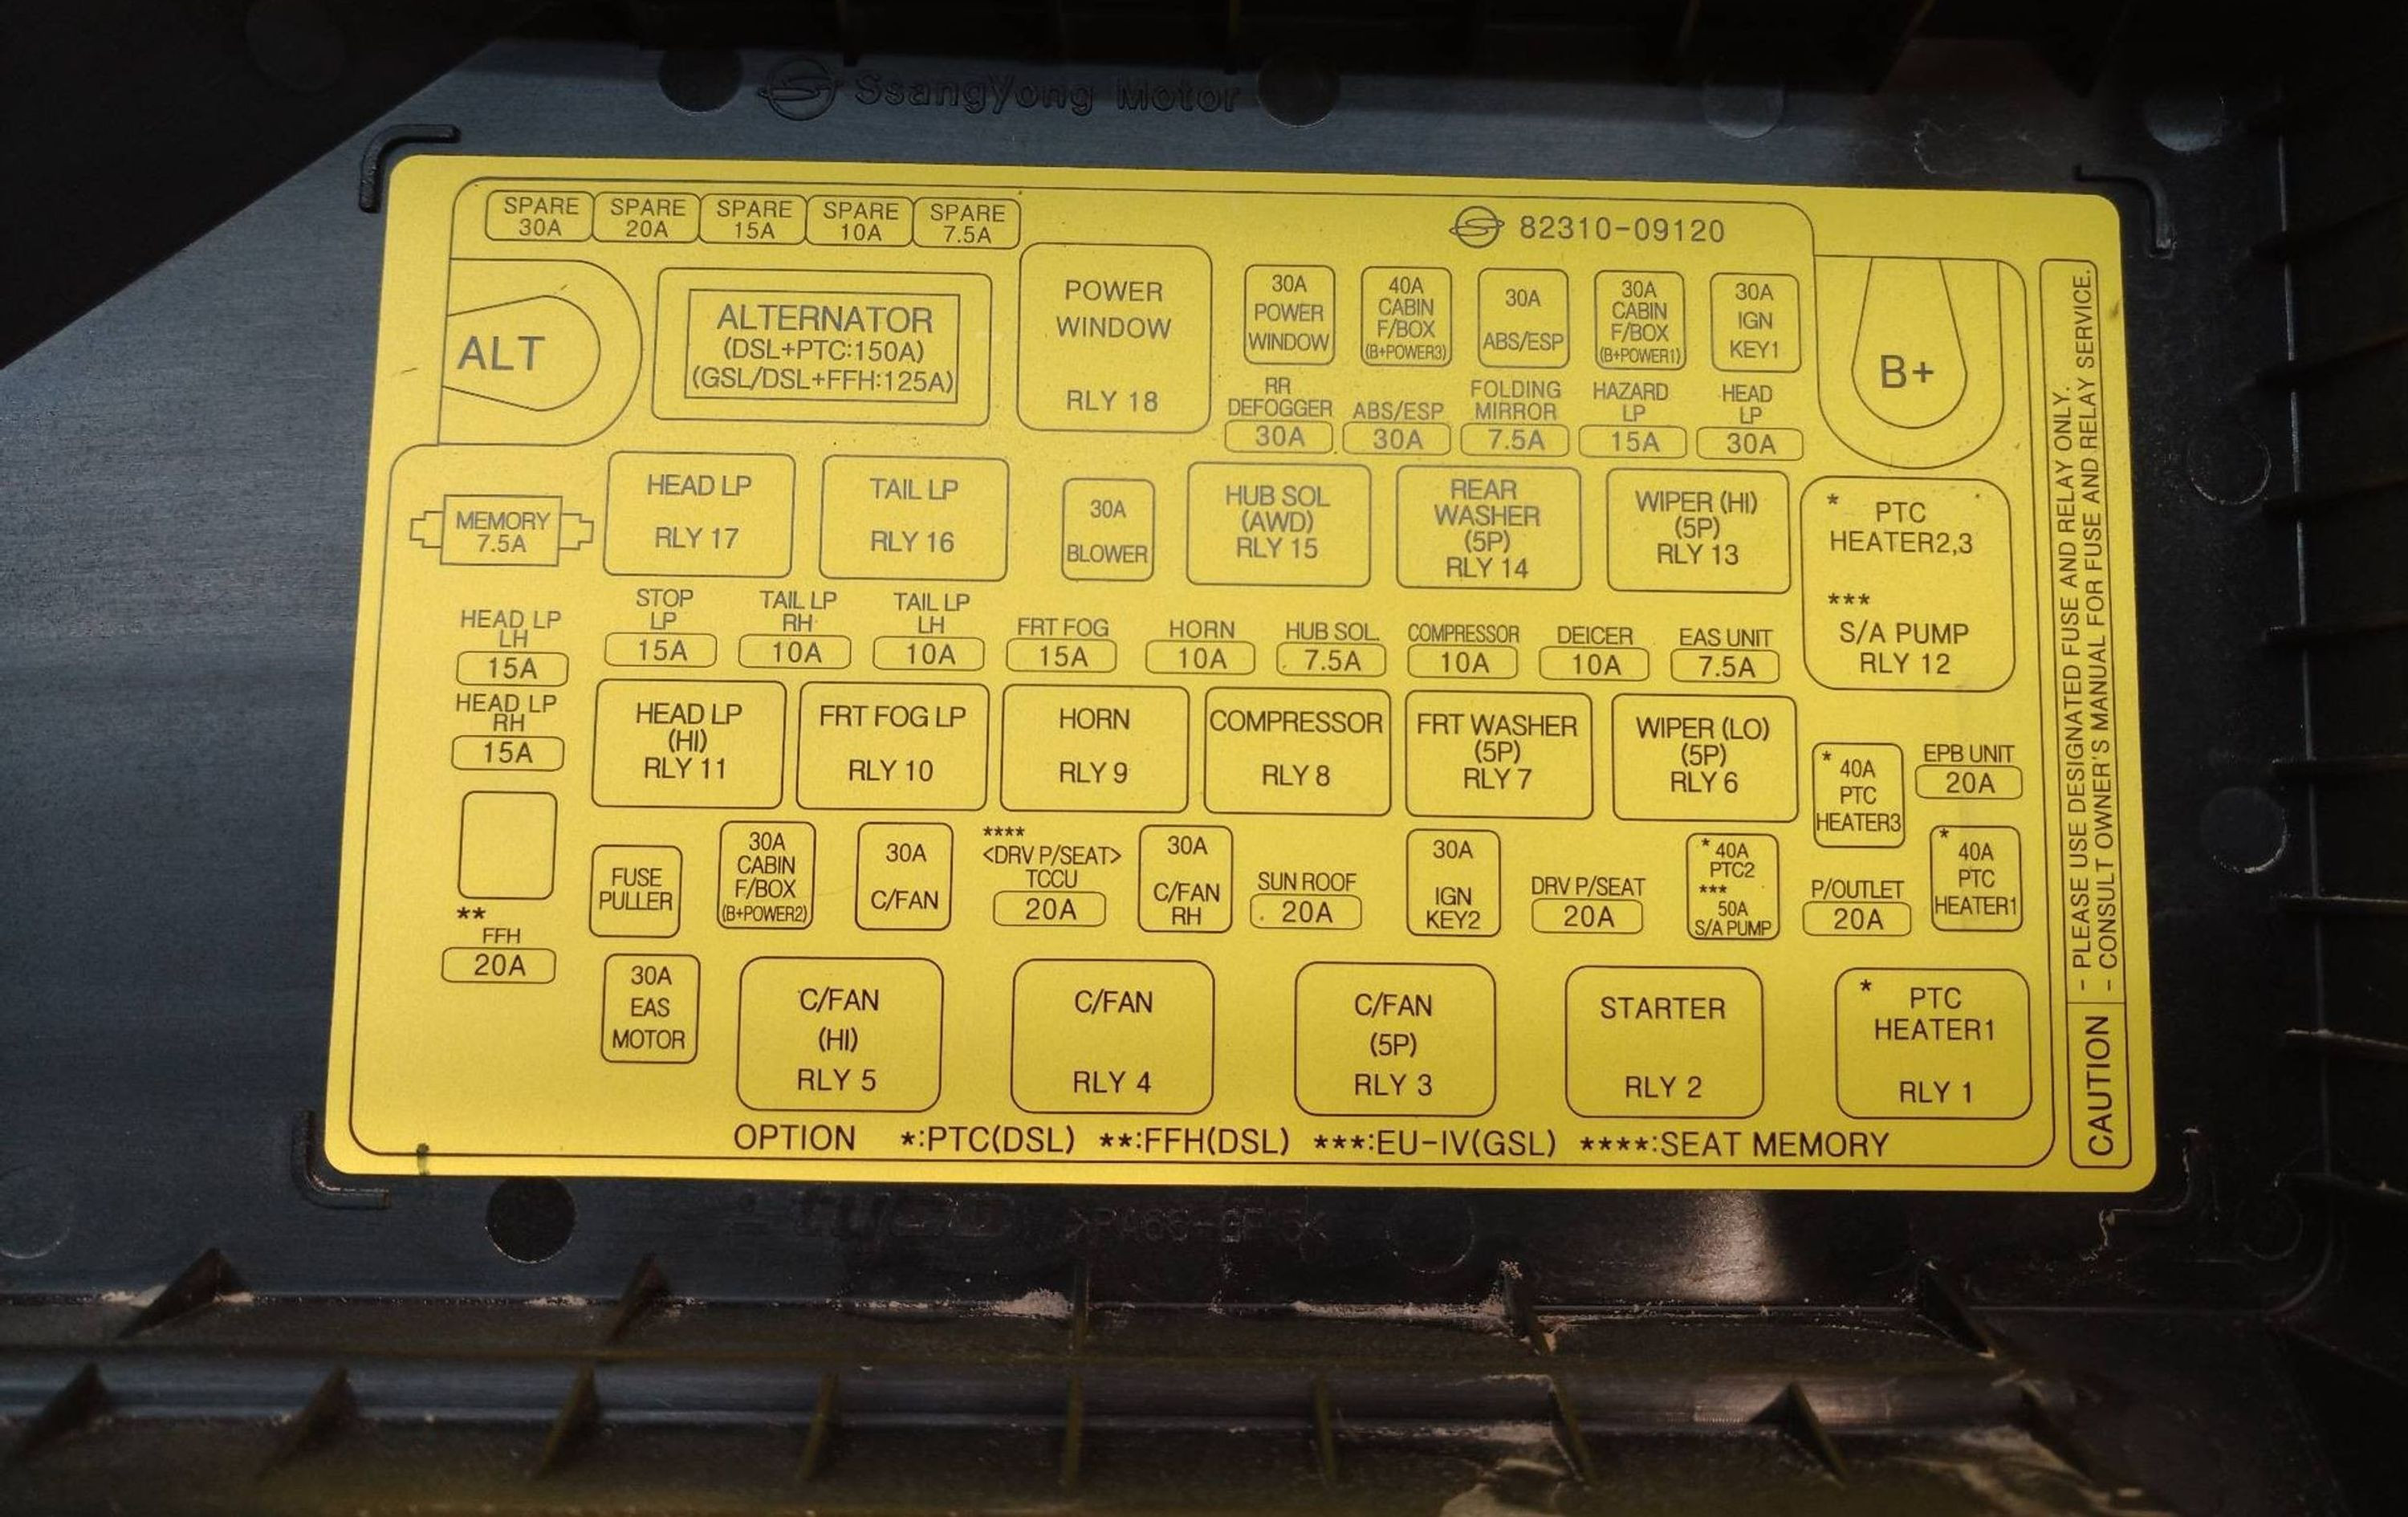 SsangYong Motor
SPARE
30A
SPARE
20A
SPARE
15A
SPARE
10A
SPARE
7.5A
82310-09120
ALT
ALTERNATOR
(DSL+PTC:150A)
(GSL/DSL+FFH:125A)
POWER
WINDOW
RLY 18
30A
POWER
WINDOW
40A
CABIN
F/BOX
(B+POWER3)
30A
ABS/ESP
30A
CABIN
F/BOX
(B+POWER1)
30A
IGN
KEY1
B+
RR
DEFOGGER
30A
ABS/ESP
30A
FOLDING
MIRROR
7.5A
HAZARD
LP
15A
HEAD
LP
30A
MEMORY
7.5A
HEAD LP
RLY 17
TAIL LP
RLY 16
30A
BLOWER
HUB SOL
(AWD)
RLY 15
REAR
WASHER
(5P)
RLY 14
WIPER (HI)
(5P)
RLY 13
* PTC
HEATER2,3
***
S/A PUMP
RLY 12
HEAD LP
LH
15A
STOP
LP
15A
TAIL LP
RH
10A
TAIL LP
LH
10A
FRT FOG
15A
HORN
10A
HUB SOL
7.5A
COMPRESSOR
10A
DEICER
10A
EAS UNIT
7.5A
HEAD LP
RH
15A
HEAD LP
(HI)
RLY 11
FRT FOG LP
RLY 10
HORN
RLY 9
COMPRESSOR
RLY 8
FRT WASHER
(5P)
RLY 7
WIPER (LO)
(5P)
RLY 6
* 40A
PTC
HEATER3
EPB UNIT
20A
**
FFH
20A
FUSE
PULLER
30A
CABIN
F/BOX
(B+POWER2)
30A
C/FAN
****
<DRV P/SEAT>
TCCU
20A
30A
C/FAN
RH
SUN ROOF
20A
30A
IGN
KEY2
DRV P/SEAT
20A
* 40A
PTC2
***
50A
S/A PUMP
P/OUTLET
20A
* 40A
PTC
HEATER1
30A
EAS
MOTOR
C/FAN
(HI)
RLY 5
C/FAN
RLY 4
C/FAN
(5P)
RLY 3
STARTER
RLY 2
* PTC
HEATER1
RLY 1
OPTION *:PTC(DSL) **:FFH(DSL) ***:EU-IV(GSL) ****:SEAT MEMORY
CAUTION
- PLEASE USE DESIGNATED FUSE AND RELAY ONLY.
- CONSULT OWNER'S MANUAL FOR FUSE AND RELAY SERVICE.